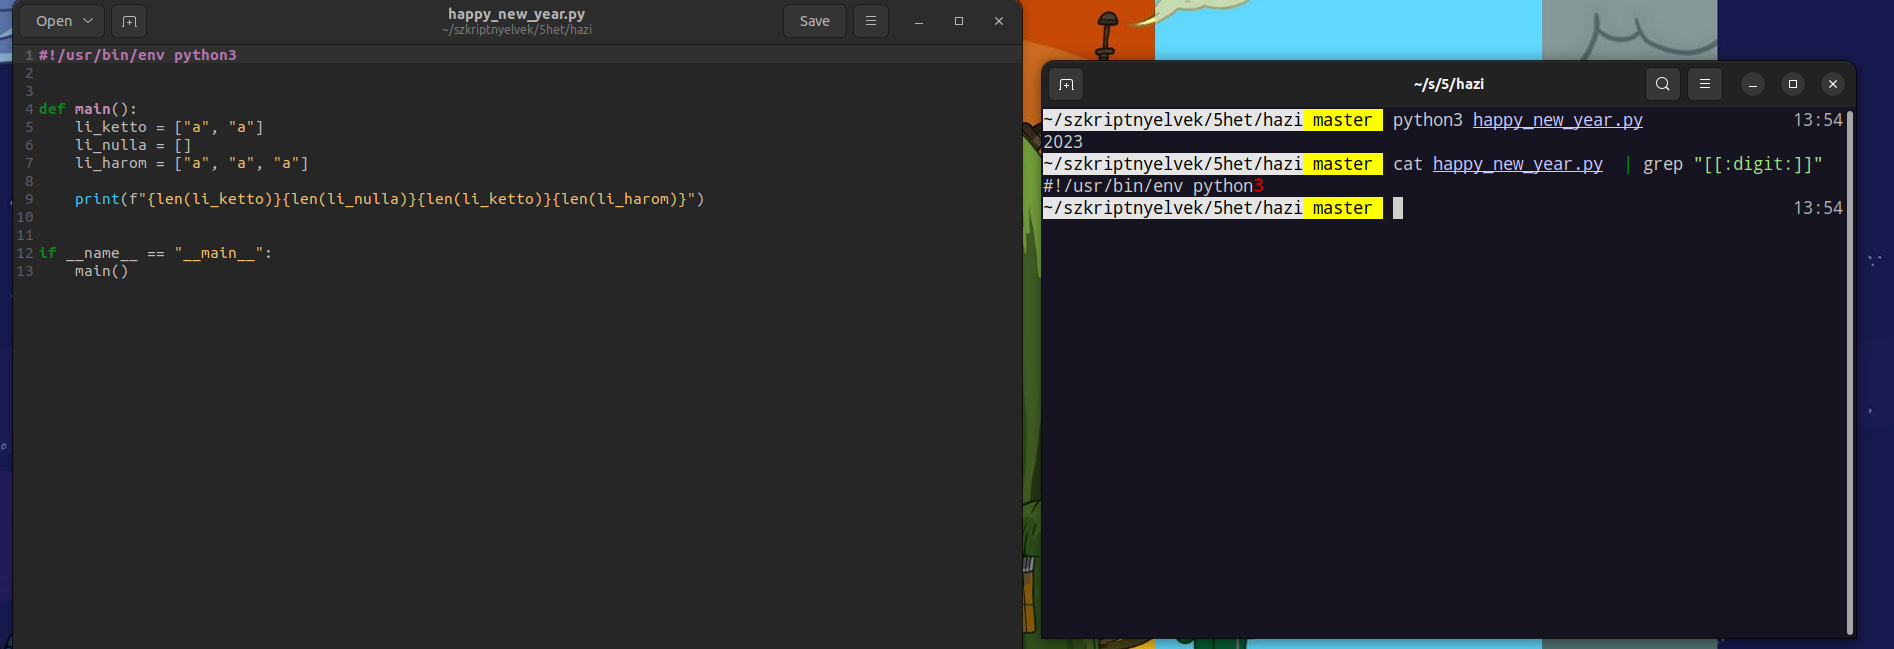 Open
happy_new_year.py
~/szkriptnyelvek/5het/hazi
Save
1 #!/usr/bin/env python3
2
3
4 def main():
5     li_ketto = ["a", "a"]
6     li_nulla = []
7     li_harom = ["a", "a", "a"]
8
9     print(f"{len(li_ketto)}{len(li_nulla)}{len(li_ketto)}{len(li_harom)}")
10
11
12 if __name__ == "__main__":
13     main()
~/s/5/hazi
~/szkriptnyelvek/5het/hazi master python3 happy_new_year.py 13:54
2023
~/szkriptnyelvek/5het/hazi master cat happy_new_year.py | grep "[[:digit:]]"
#!/usr/bin/env python3
~/szkriptnyelvek/5het/hazi master 13:54